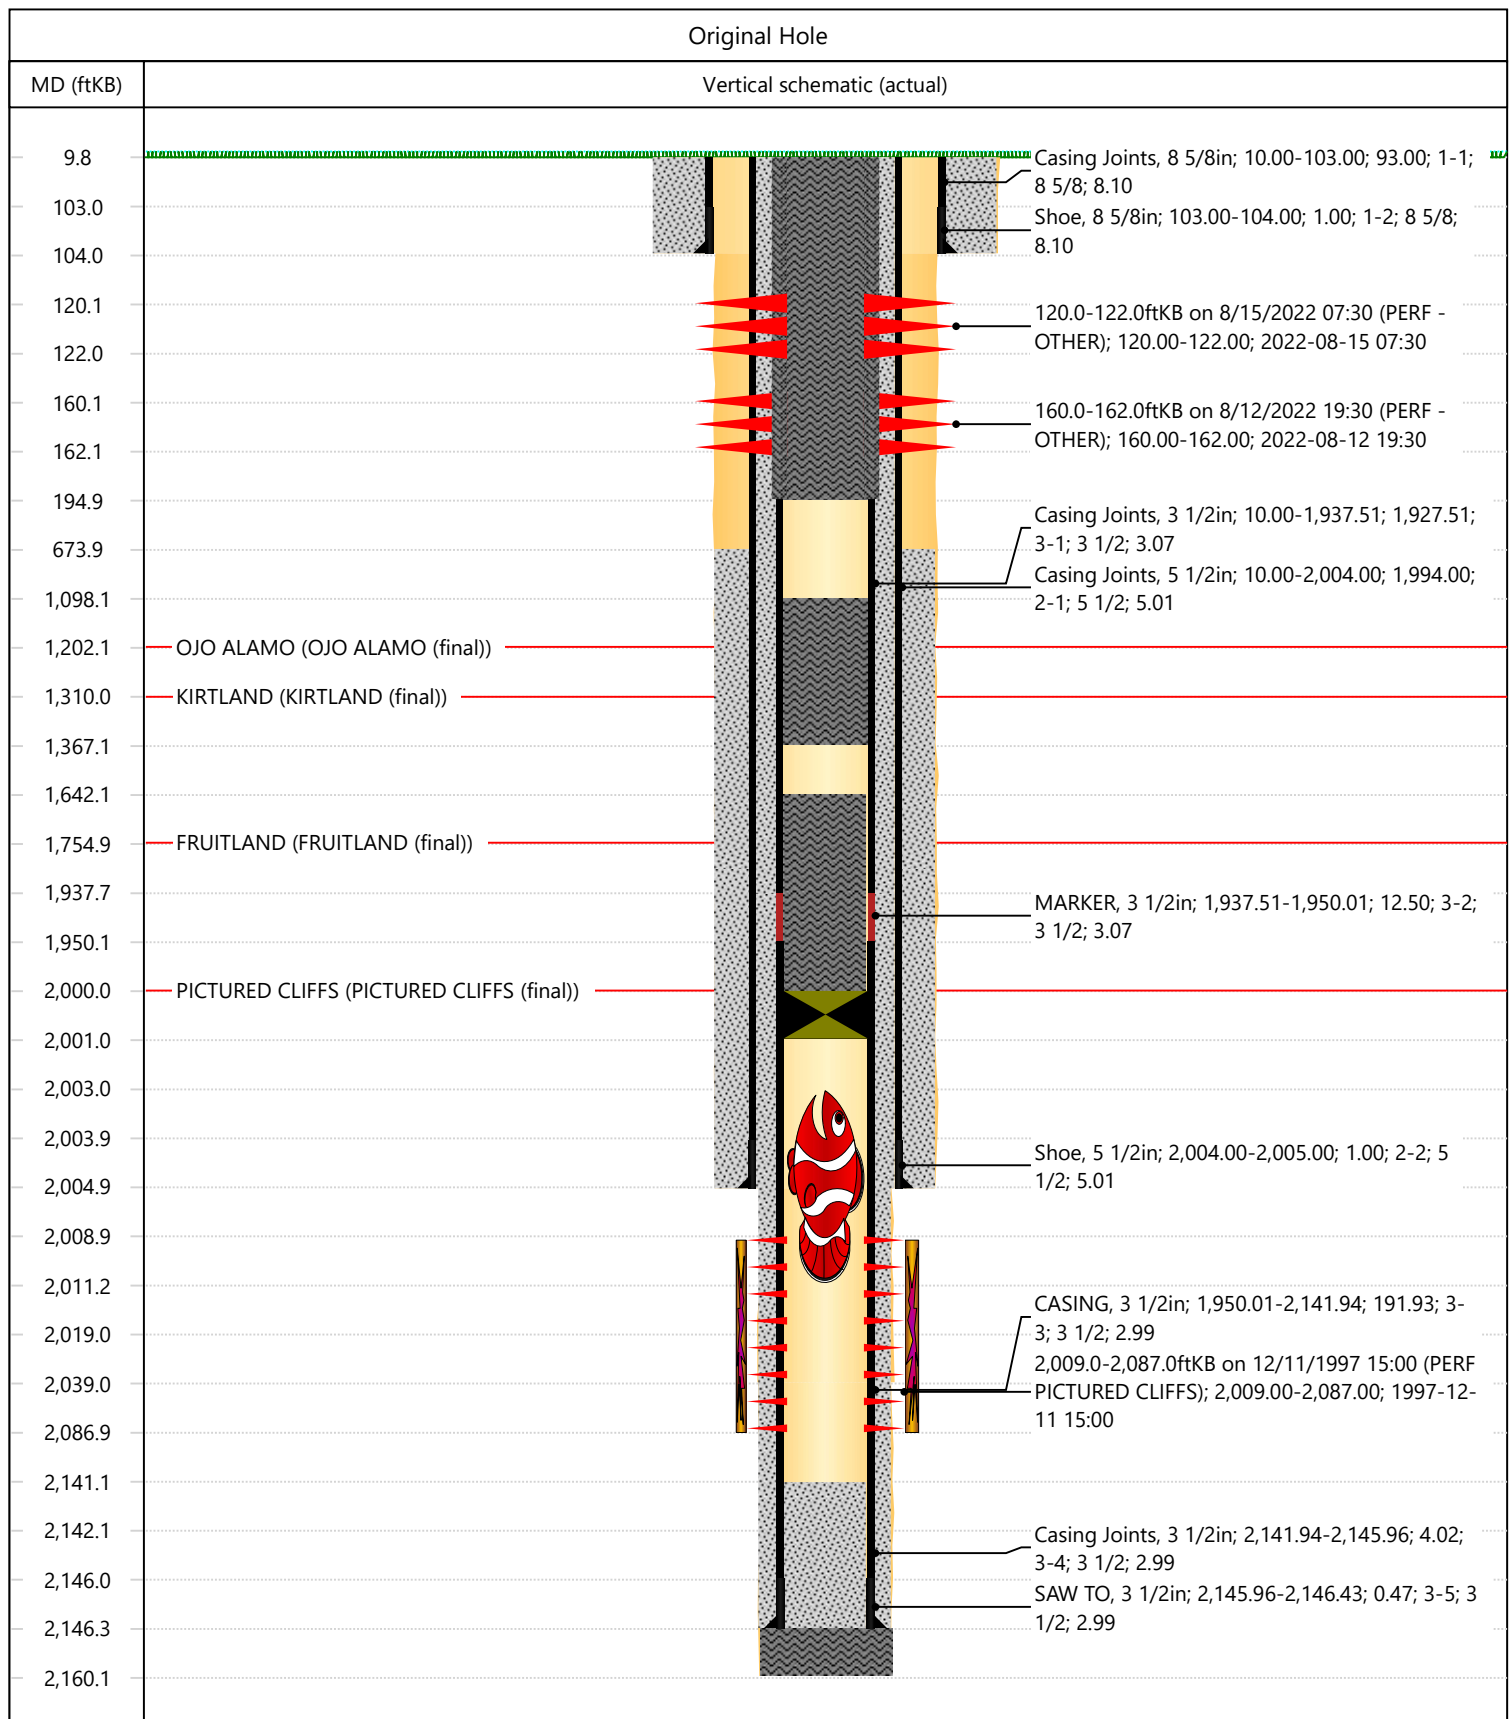 Original Hole
MD (ftKB)
Vertical schematic (actual)
9.8
103.0
104.0
120.1
122.0
160.1
162.1
194.9
673.9
1,098.1
1,202.1
1,310.0
1,367.1
1,642.1
1,754.9
1,937.7
1,950.1
2,000.0
2,001.0
2,003.0
2,003.9
2,004.9
2,008.9
2,011.2
2,019.0
2,039.0
2,086.9
2,141.1
2,142.1
2,146.0
2,146.3
2,160.1
OJO ALAMO (OJO ALAMO (final))
KIRTLAND (KIRTLAND (final))
FRUITLAND (FRUITLAND (final))
PICTURED CLIFFS (PICTURED CLIFFS (final))
Casing Joints, 8 5/8in; 10.00-103.00; 93.00; 1-1;
8 5/8; 8.10
Shoe, 8 5/8in; 103.00-104.00; 1.00; 1-2; 8 5/8;
8.10
120.0-122.0ftKB on 8/15/2022 07:30 (PERF -
OTHER); 120.00-122.00; 2022-08-15 07:30
160.0-162.0ftKB on 8/12/2022 19:30 (PERF -
OTHER); 160.00-162.00; 2022-08-12 19:30
Casing Joints, 3 1/2in; 10.00-1,937.51; 1,927.51;
3-1; 3 1/2; 3.07
Casing Joints, 5 1/2in; 10.00-2,004.00; 1,994.00;
2-1; 5 1/2; 5.01
MARKER, 3 1/2in; 1,937.51-1,950.01; 12.50; 3-2;
3 1/2; 3.07
Shoe, 5 1/2in; 2,004.00-2,005.00; 1.00; 2-2; 5
1/2; 5.01
CASING, 3 1/2in; 1,950.01-2,141.94; 191.93; 3-
3; 3 1/2; 2.99
2,009.0-2,087.0ftKB on 12/11/1997 15:00 (PERF
PICTURED CLIFFS); 2,009.00-2,087.00; 1997-12-
11 15:00
Casing Joints, 3 1/2in; 2,141.94-2,145.96; 4.02;
3-4; 3 1/2; 2.99
SAW TO, 3 1/2in; 2,145.96-2,146.43; 0.47; 3-5; 3
1/2; 2.99